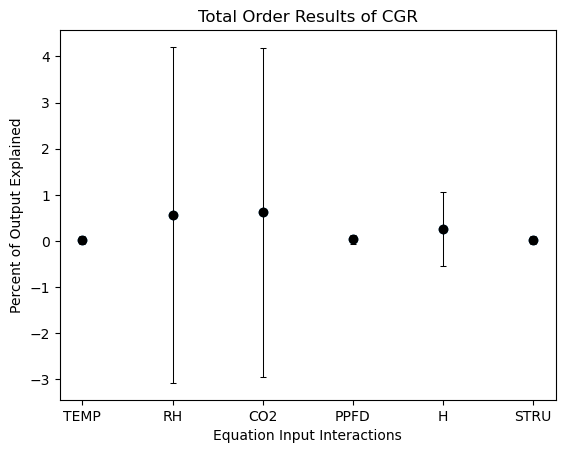 Total Order Results of CGR
Percent of Output Explained
4
3
2
1
0
−1
−2
−3
TEMP RH CO2 PPFD H STRU
Equation Input Interactions